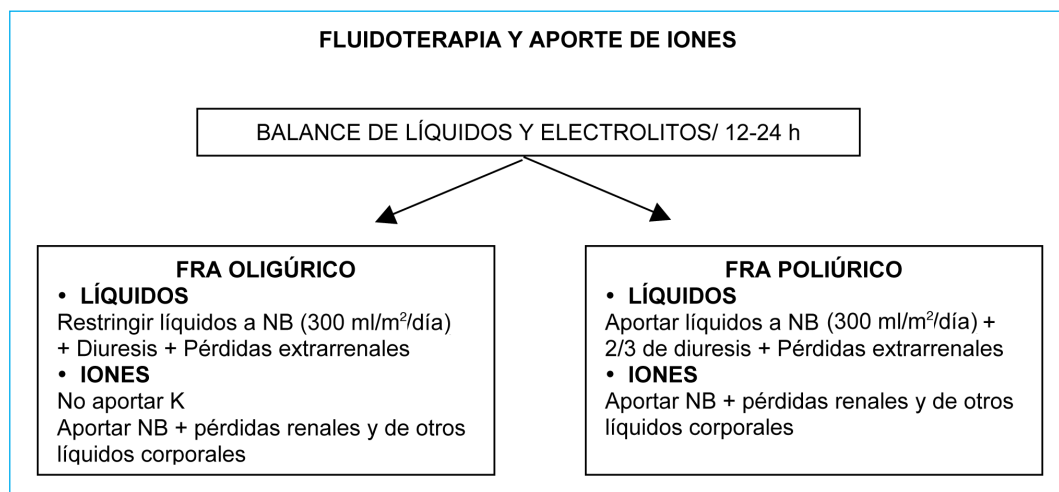 FLUIDOTERAPIA Y APORTE DE IONES
BALANCE DE LÍQUIDOS Y ELECTROLITOS/ 12-24 h
FRA OLIGÚRICO
• LÍQUIDOS
Restringir líquidos a NB (300 ml/m²/día)
+ Diuresis + Pérdidas extrarrenales
• IONES
No aportar K
Aportar NB + pérdidas renales y de otros
líquidos corporales
FRA POLIÚRICO
• LÍQUIDOS
Aportar líquidos a NB (300 ml/m²/día) +
2/3 de diuresis + Pérdidas extrarrenales
• IONES
Aportar NB + pérdidas renales y de otros
líquidos corporales